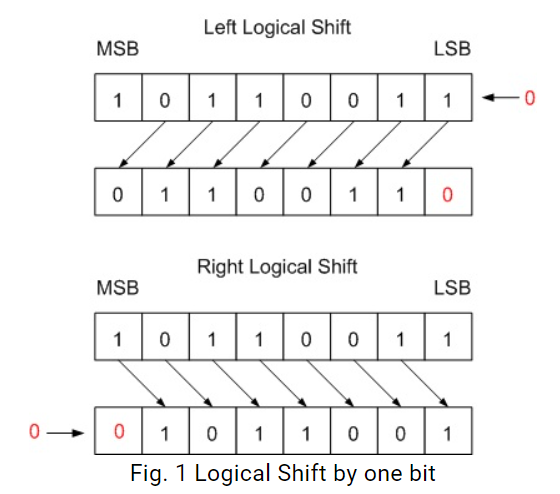 Left Logical Shift
MSB LSB
1 0 1 1 0 0 1 1 0
0 1 1 0 0 1 1 0
Right Logical Shift
MSB LSB
1 0 1 1 0 0 1 1
0 0 1 0 1 1 0 0 1
Fig. 1 Logical Shift by one bit